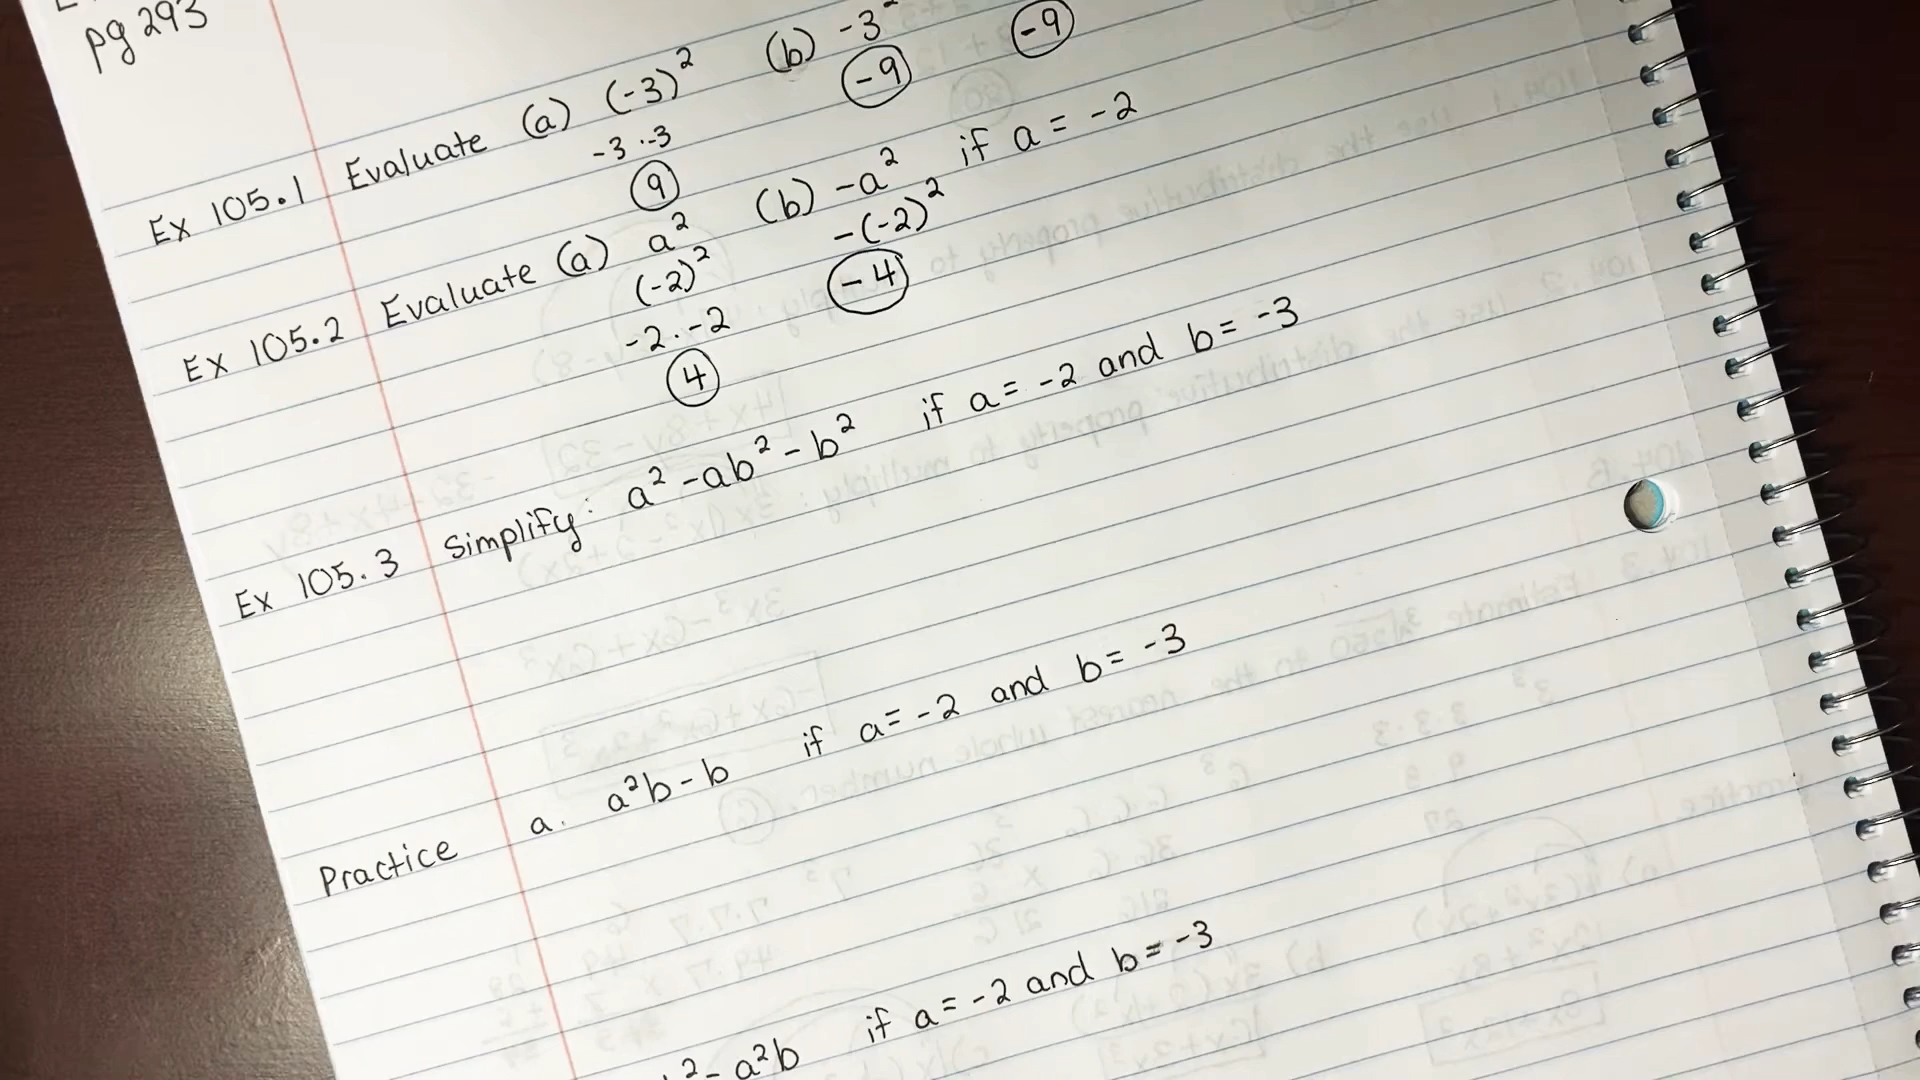 pg 293
Ex 105.1 Evaluate (a) (-3)² (b) -3²
-3 · -3 -9 -9
9
Ex 105.2 Evaluate (a) a² (b) -a² if a = -2
(-2)² -(-2)²
-2 · -2 -4
4
Ex 105.3 Simplify: a² - ab² - b² if a = -2 and b = -3
Practice a. a²b - b if a = -2 and b = -3
² - a²b if a = -2 and b = -3